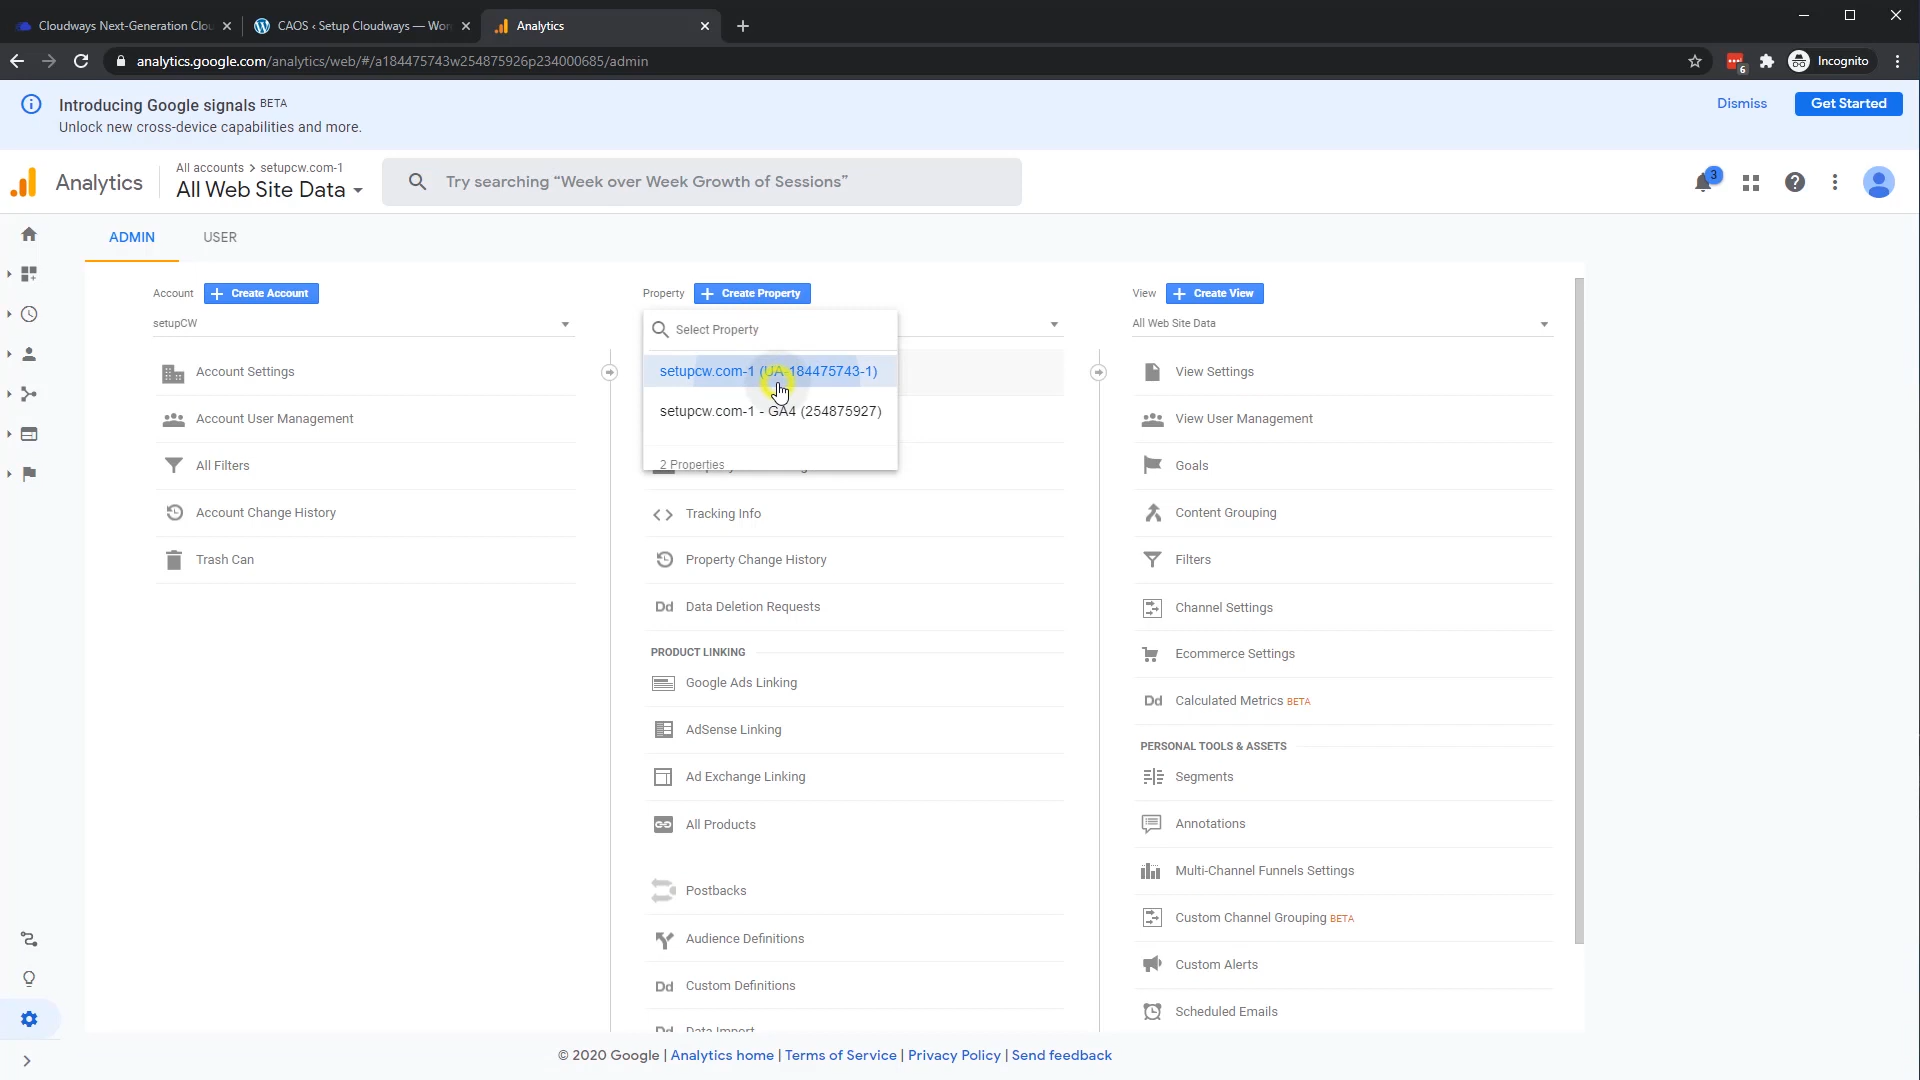 Cloudways Next-Generation Clou
CAOS ‹ Setup Cloudways — Wor
Analytics
analytics.google.com/analytics/web/#/a184475743w254875926p234000685/admin
6
Incognito
Introducing Google signals BETA
Unlock new cross-device capabilities and more.
Dismiss
Get Started
Analytics
All accounts > setupcw.com-1
All Web Site Data
Try searching “Week over Week Growth of Sessions”
3
ADMIN
USER
Account
Create Account
setupCW
Account Settings
Account User Management
All Filters
Account Change History
Trash Can
Property
Create Property
Select Property
setupcw.com-1 (UA-184475743-1)
setupcw.com-1 - GA4 (254875927)
2 Properties
Tracking Info
Property Change History
Dd Data Deletion Requests
PRODUCT LINKING
Google Ads Linking
AdSense Linking
Ad Exchange Linking
All Products
Postbacks
Audience Definitions
Dd Custom Definitions
Dd Data Import
View
Create View
All Web Site Data
View Settings
View User Management
Goals
Content Grouping
Filters
Channel Settings
Ecommerce Settings
Dd Calculated Metrics BETA
PERSONAL TOOLS & ASSETS
Segments
Annotations
Multi-Channel Funnels Settings
Custom Channel Grouping BETA
Custom Alerts
Scheduled Emails
© 2020 Google | Analytics home | Terms of Service | Privacy Policy | Send feedback